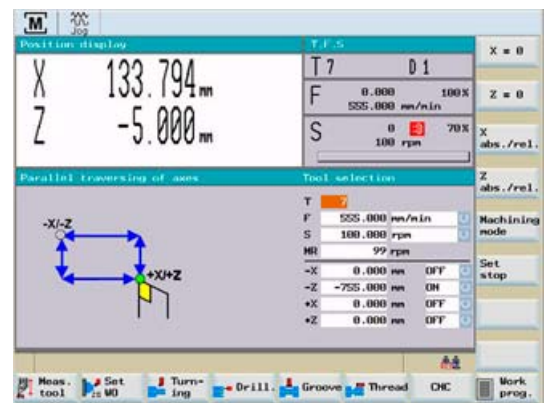 M
Jog
Position display
T.F.S
X = 0
X 133.794 mm
T 7 D 1
F 0.000 100%
555.000 mm/min
Z = 0
Z -5.000 mm
S 0 70%
100 rpm
X
abs./rel.
Z
abs./rel.
Parallel traversing of axes
Tool selection
T 7
F 555.000 mm/min
S 100.000 rpm
MR 99 rpm
Machining
mode
-X/-Z
+X/+Z
Set
stop
-X 0.000 mm OFF
-Z -755.000 mm ON
+X 0.000 mm OFF
+Z 0.000 mm OFF
Meas.
tool
Set
WO
Turn-
ing
Drill.
Groove
Thread
CNC
Work
prog.